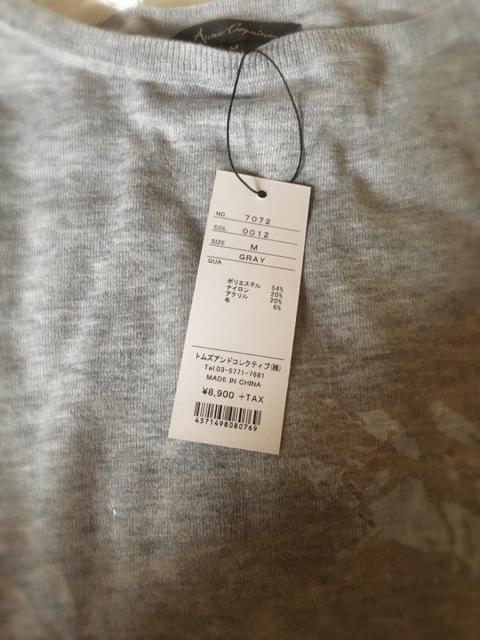 Anna
M
NO. 7072
COL. 0012
SIZE M
GRAY
QUA.
ポリエステル 54%
ナイロン 20%
アクリル 20%
毛 6%
トムズアンドコレクティブ(株)
Tel.03-5771-7681
MADE IN CHINA
¥8,900 +TAX
4571498080769